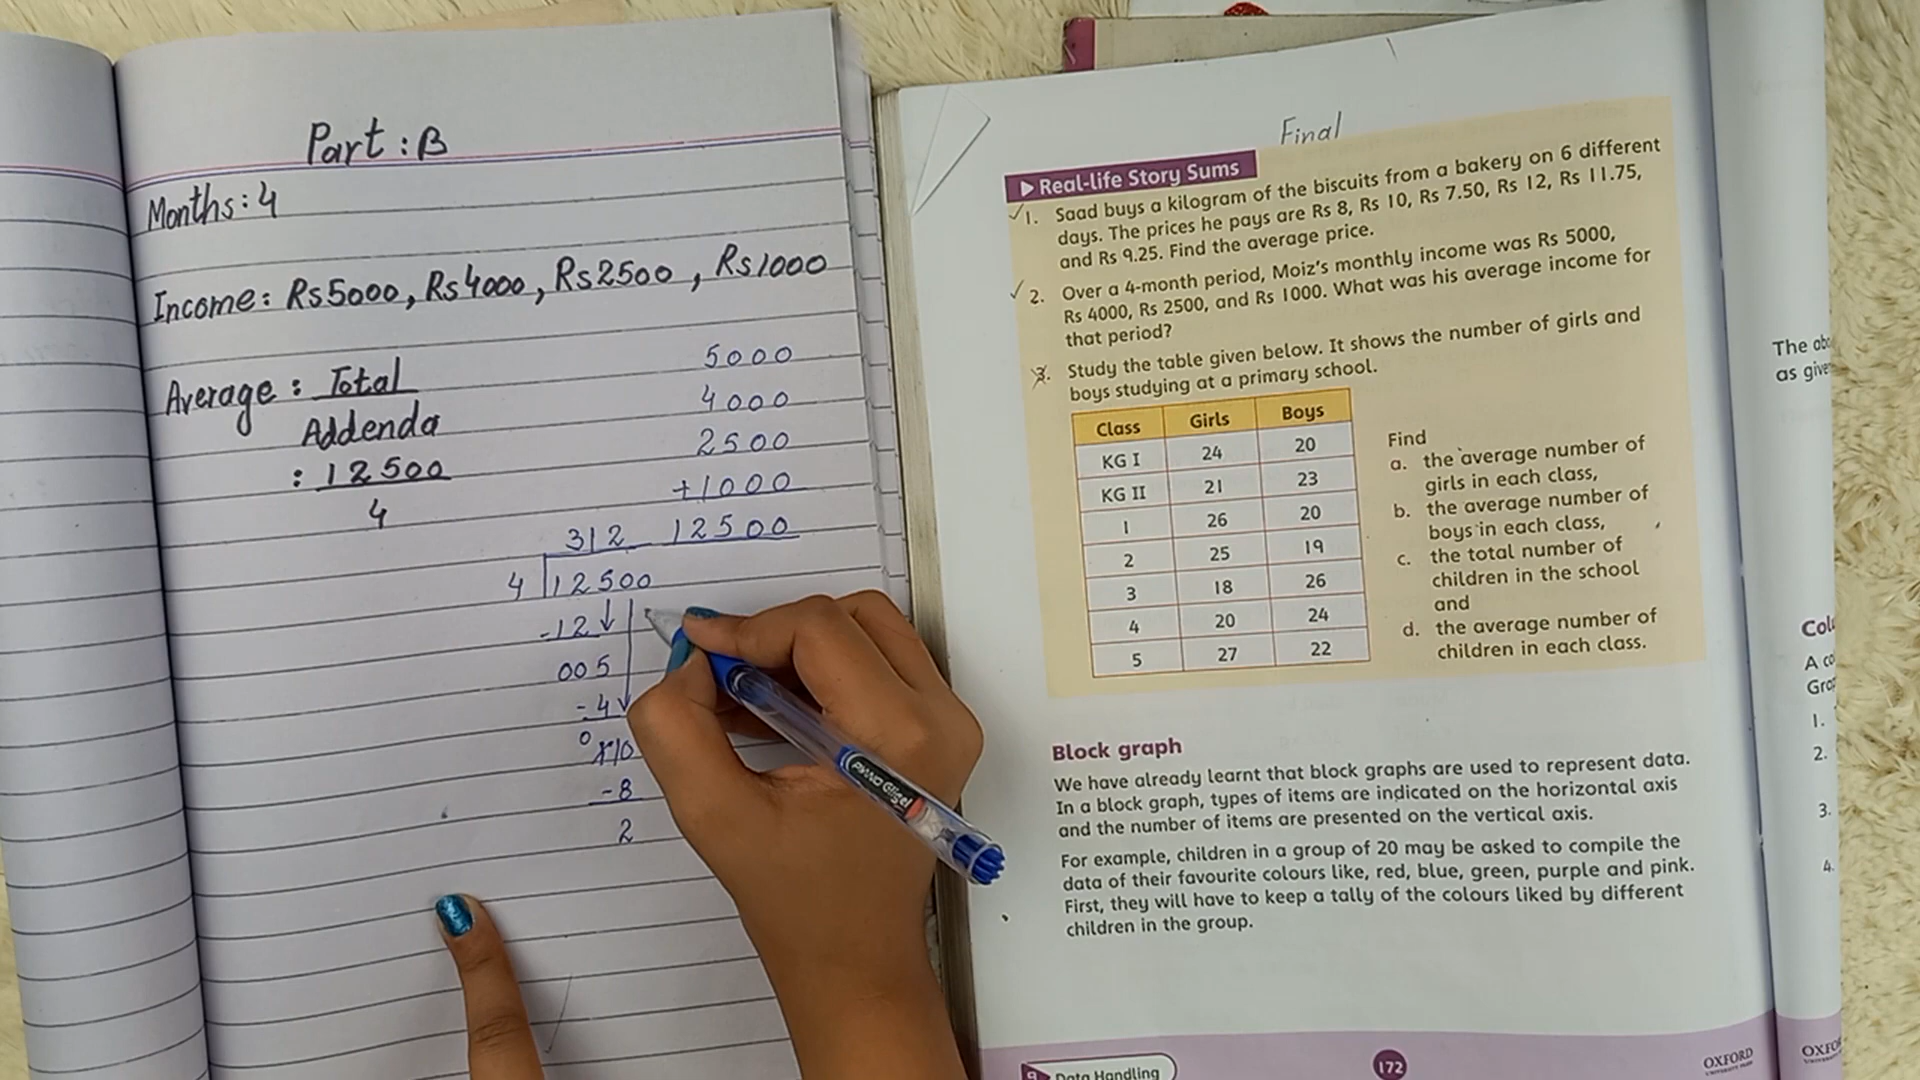 Part : B
Months: 4
Income: Rs5000, Rs4000, Rs2500, Rs1000
Average : Total
Addenda
: 12500
4
5000
4000
2500
+1000
12500
312
4 12500
-12
005
-4
0 10
-8
2
Final
Real-life Story Sums
1. Saad buys a kilogram of the biscuits from a bakery on 6 different
days. The prices he pays are Rs 8, Rs 10, Rs 7.50, Rs 12, Rs 11.75,
and Rs 9.25. Find the average price.
2. Over a 4-month period, Moiz's monthly income was Rs 5000,
Rs 4000, Rs 2500, and Rs 1000. What was his average income for
that period?
3. Study the table given below. It shows the number of girls and
boys studying at a primary school.
Class Girls Boys
KG I 24 20
KG II 21 23
1 26 20
2 25 19
3 18 26
4 20 24
5 27 22
Find
a. the average number of
girls in each class,
b. the average number of
boys in each class,
c. the total number of
children in the school
and
d. the average number of
children in each class.
Block graph
We have already learnt that block graphs are used to represent data.
In a block graph, types of items are indicated on the horizontal axis
and the number of items are presented on the vertical axis.
For example, children in a group of 20 may be asked to compile the
data of their favourite colours like, red, blue, green, purple and pink.
First, they will have to keep a tally of the colours liked by different
children in the group.
9 Data Handling
172
OXFORD
The
as
A
1.
2.
3.
4.
PIANO